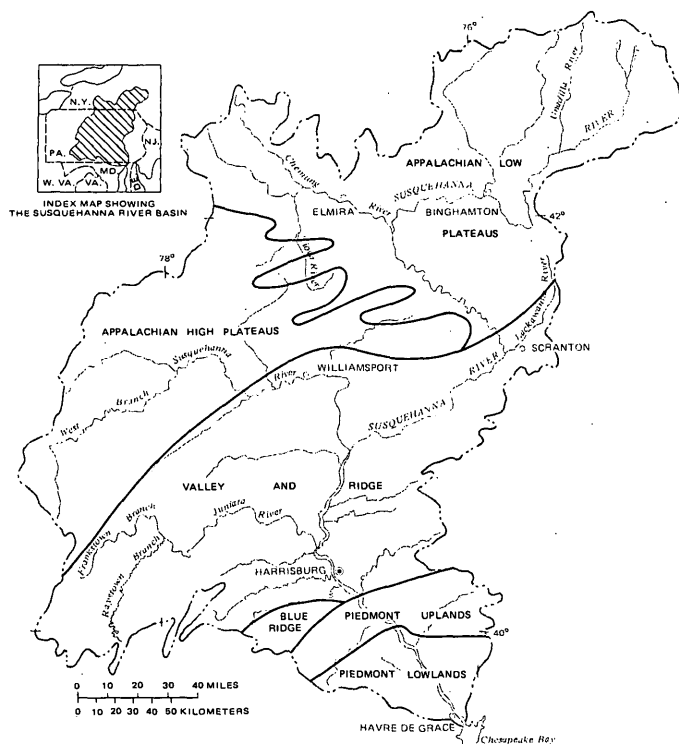 76°
N.Y.
PA.
N.J.
MD.
W. VA.
VA.
INDEX MAP SHOWING
THE SUSQUEHANNA RIVER BASIN
Unadilla River
RIVER
Chemung River
APPALACHIAN LOW
SUSQUEHANNA
ELMIRA
BINGHAMTON
42°
PLATEAUS
78°
Tioga River
Lackawanna River
APPALACHIAN HIGH PLATEAUS
SCRANTON
West Branch Susquehanna River
WILLIAMSPORT
SUSQUEHANNA RIVER
VALLEY AND RIDGE
Frankstown Branch
Juniata River
Raystown Branch
HARRISBURG
BLUE
RIDGE
PIEDMONT UPLANDS
40°
PIEDMONT LOWLANDS
0 10 20 30 40 MILES
0 10 20 30 40 50 KILOMETERS
HAVRE DE GRACE
Chesapeake Bay